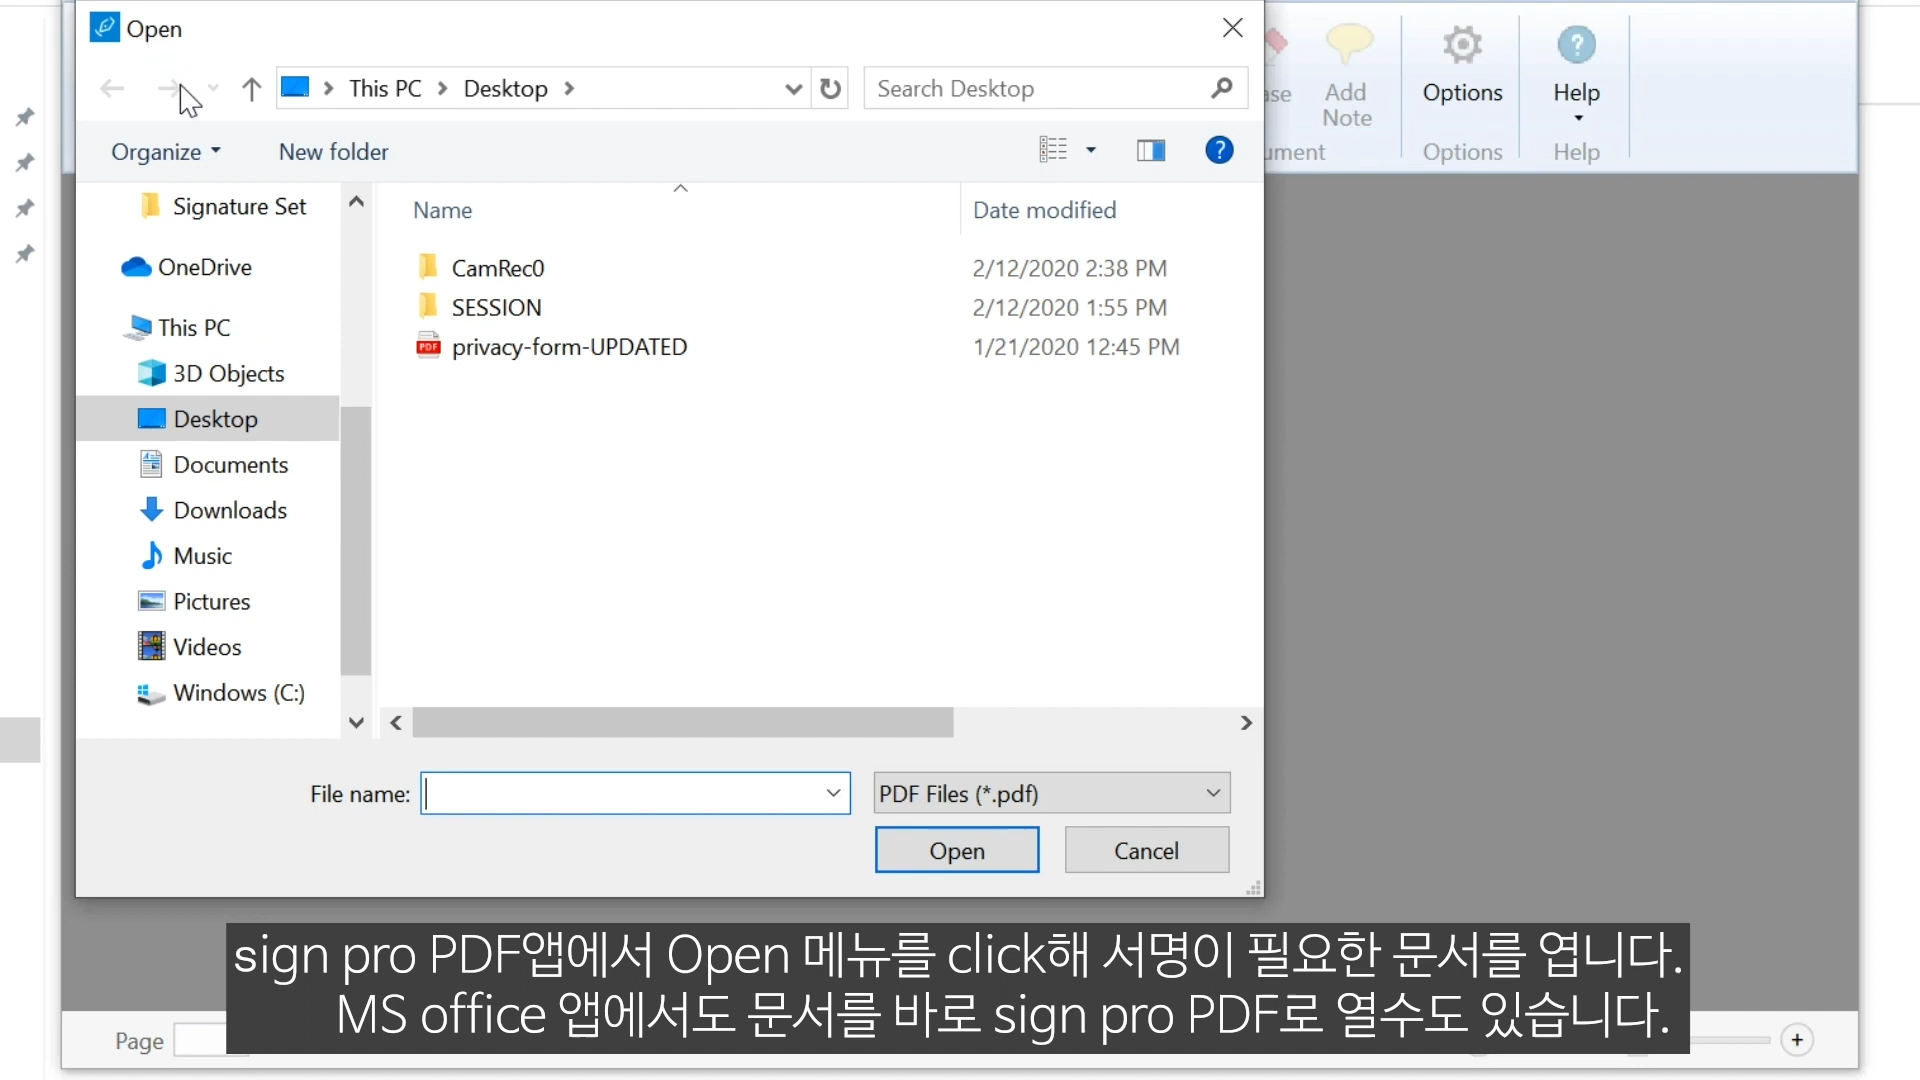 Open
This PC
Desktop
Search Desktop
Organize
New folder
Signature Set
OneDrive
This PC
3D Objects
Desktop
Documents
Downloads
Music
Pictures
Videos
Windows (C:)
Name
Date modified
CamRec0
2/12/2020 2:38 PM
SESSION
2/12/2020 1:55 PM
PDF
privacy-form-UPDATED
1/21/2020 12:45 PM
File name:
PDF Files (*.pdf)
Open
Cancel
Add
Note
Options
Help
Options
Help
sign pro PDF앱에서 Open 메뉴를 click해 서명이 필요한 문서를 엽니다.
MS office 앱에서도 문서를 바로 sign pro PDF로 열수도 있습니다.
Page